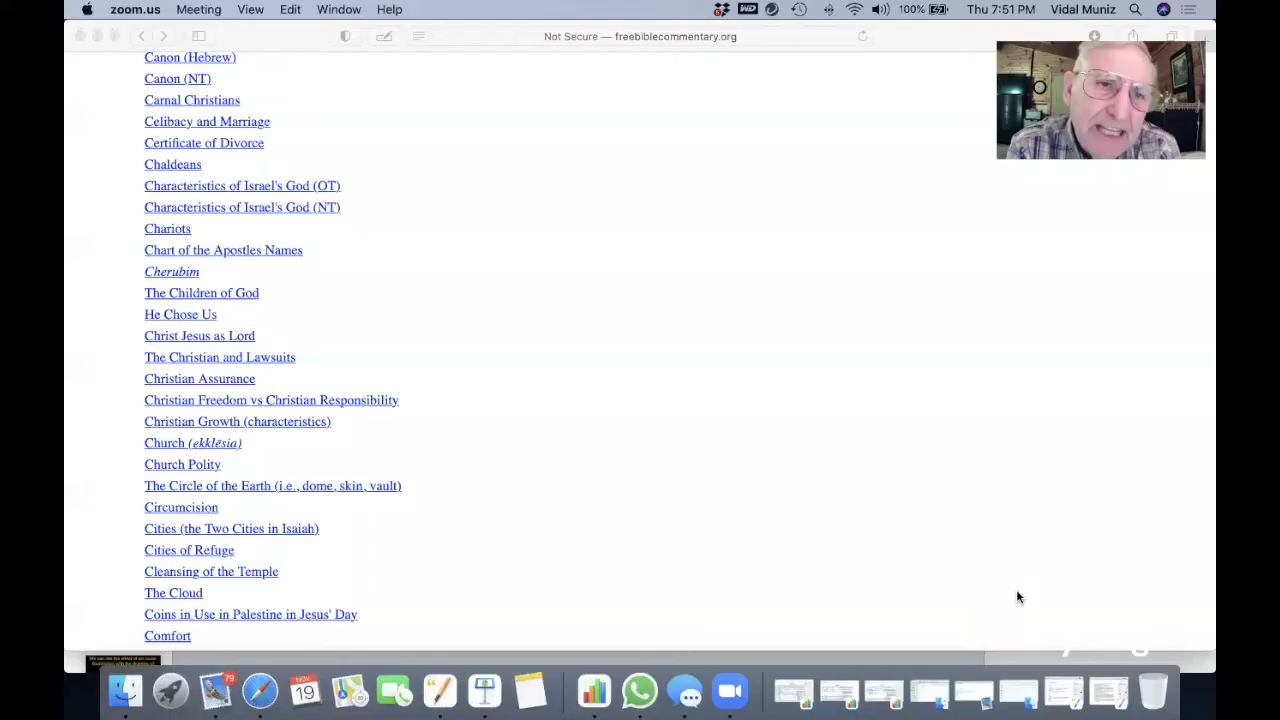 zoom.us Meeting View Edit Window Help 100% Thu 7:51 PM Vidal Muniz
Not Secure — freebiblecommentary.org
Canon (Hebrew)
Canon (NT)
Carnal Christians
Celibacy and Marriage
Certificate of Divorce
Chaldeans
Characteristics of Israel's God (OT)
Characteristics of Israel's God (NT)
Chariots
Chart of the Apostles Names
Cherubim
The Children of God
He Chose Us
Christ Jesus as Lord
The Christian and Lawsuits
Christian Assurance
Christian Freedom vs Christian Responsibility
Christian Growth (characteristics)
Church (ekklēsia)
Church Polity
The Circle of the Earth (i.e., dome, skin, vault)
Circumcision
Cities (the Two Cities in Isaiah)
Cities of Refuge
Cleansing of the Temple
The Cloud
Coins in Use in Palestine in Jesus' Day
Comfort
79
NOV
19